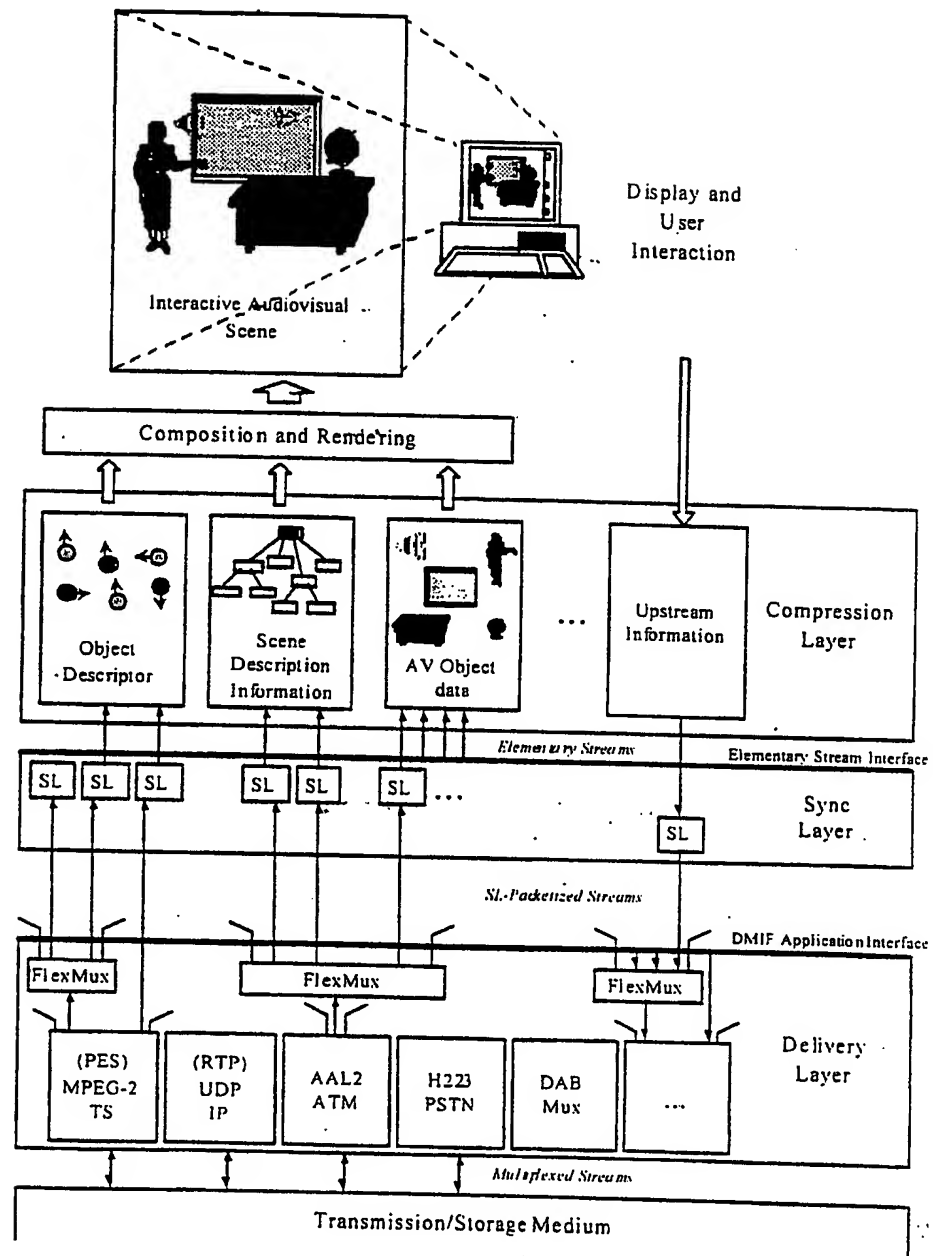 Display and
User
Interaction
Interactive Audiovisual
Scene
Composition and Rendering
Object
Descriptor
Scene
Description
Information
AV Object
data
...
Upstream
Information
Compression
Layer
Elementary Streams
Elementary Stream Interface
SL
SL
SL
SL
SL
SL
...
SL
Sync
Layer
SL-Packetized Streams
DMIF Application Interface
FlexMux
FlexMux
FlexMux
(PES)
MPEG-2
TS
(RTP)
UDP
IP
AAL2
ATM
H223
PSTN
DAB
Mux
...
Delivery
Layer
Multiplexed Streams
Transmission/Storage Medium